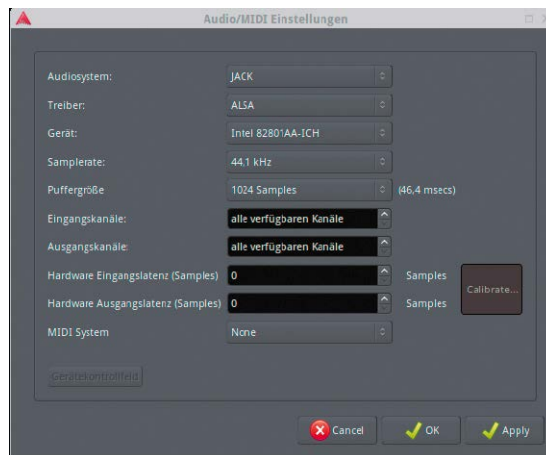 Audio/MIDI Einstellungen
Audiosystem: JACK
Treiber: ALSA
Gerät: Intel 82801AA-ICH
Samplerate: 44.1 kHz
Puffergröße 1024 Samples (46,4 msecs)
Eingangskanäle: alle verfügbaren Kanäle
Ausgangskanäle: alle verfügbaren Kanäle
Hardware Eingangslatenz (Samples) 0 Samples
Calibrate...
Hardware Ausgangslatenz (Samples) 0 Samples
MIDI System None
Gerätekontrollfeld
Cancel OK Apply